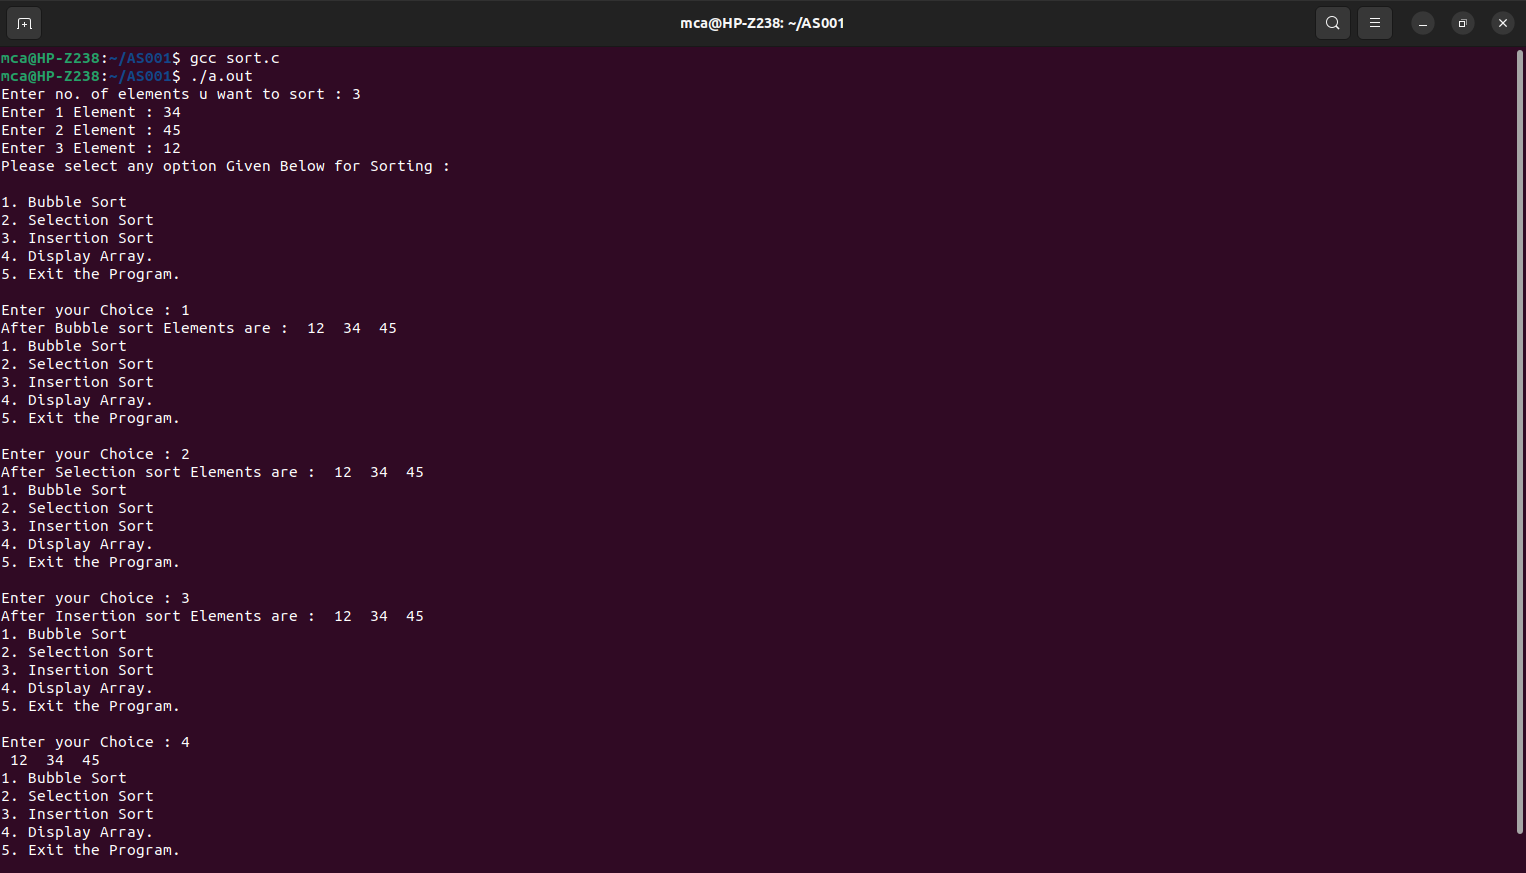 mca@HP-Z238: ~/AS001
mca@HP-Z238:~/AS001$ gcc sort.c
mca@HP-Z238:~/AS001$ ./a.out
Enter no. of elements u want to sort : 3
Enter 1 Element : 34
Enter 2 Element : 45
Enter 3 Element : 12
Please select any option Given Below for Sorting :

1. Bubble Sort
2. Selection Sort
3. Insertion Sort
4. Display Array.
5. Exit the Program.

Enter your Choice : 1
After Bubble sort Elements are :  12  34  45
1. Bubble Sort
2. Selection Sort
3. Insertion Sort
4. Display Array.
5. Exit the Program.

Enter your Choice : 2
After Selection sort Elements are :  12  34  45
1. Bubble Sort
2. Selection Sort
3. Insertion Sort
4. Display Array.
5. Exit the Program.

Enter your Choice : 3
After Insertion sort Elements are :  12  34  45
1. Bubble Sort
2. Selection Sort
3. Insertion Sort
4. Display Array.
5. Exit the Program.

Enter your Choice : 4
 12  34  45
1. Bubble Sort
2. Selection Sort
3. Insertion Sort
4. Display Array.
5. Exit the Program.